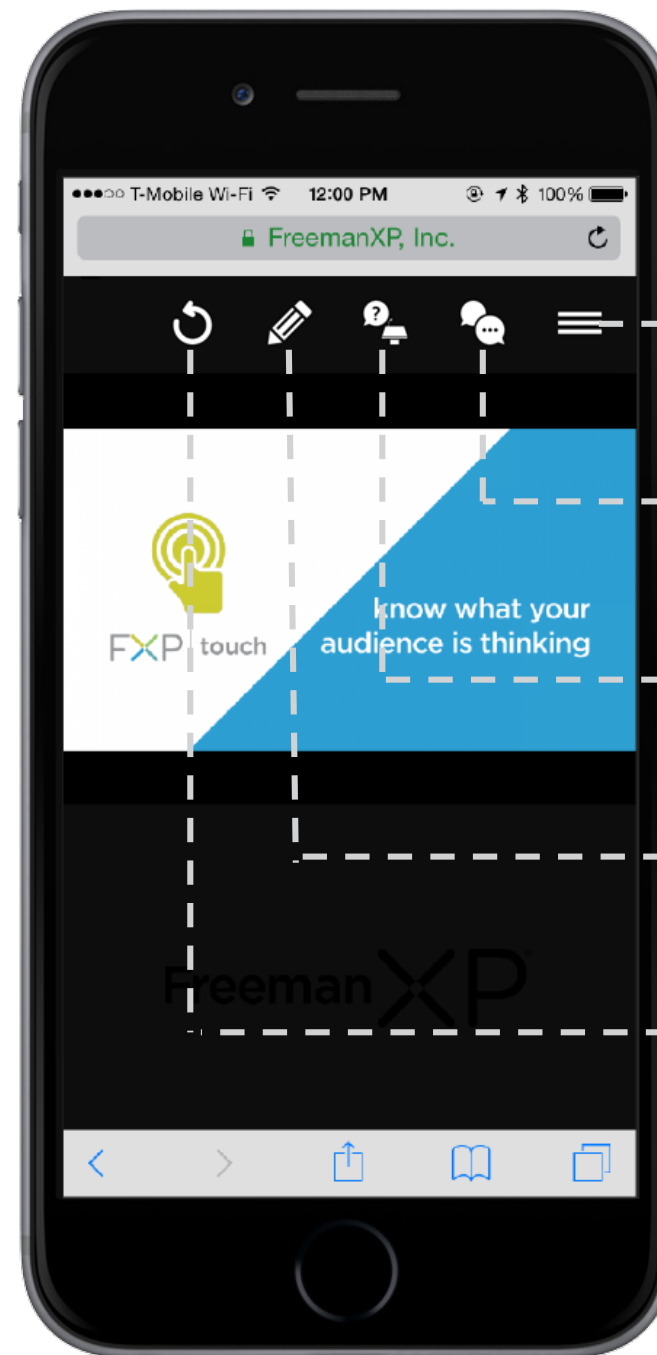 T-Mobile Wi-Fi 12:00 PM 100%
FreemanXP, Inc.
?
know what your
audience is thinking
FXP touch
FreemanXP